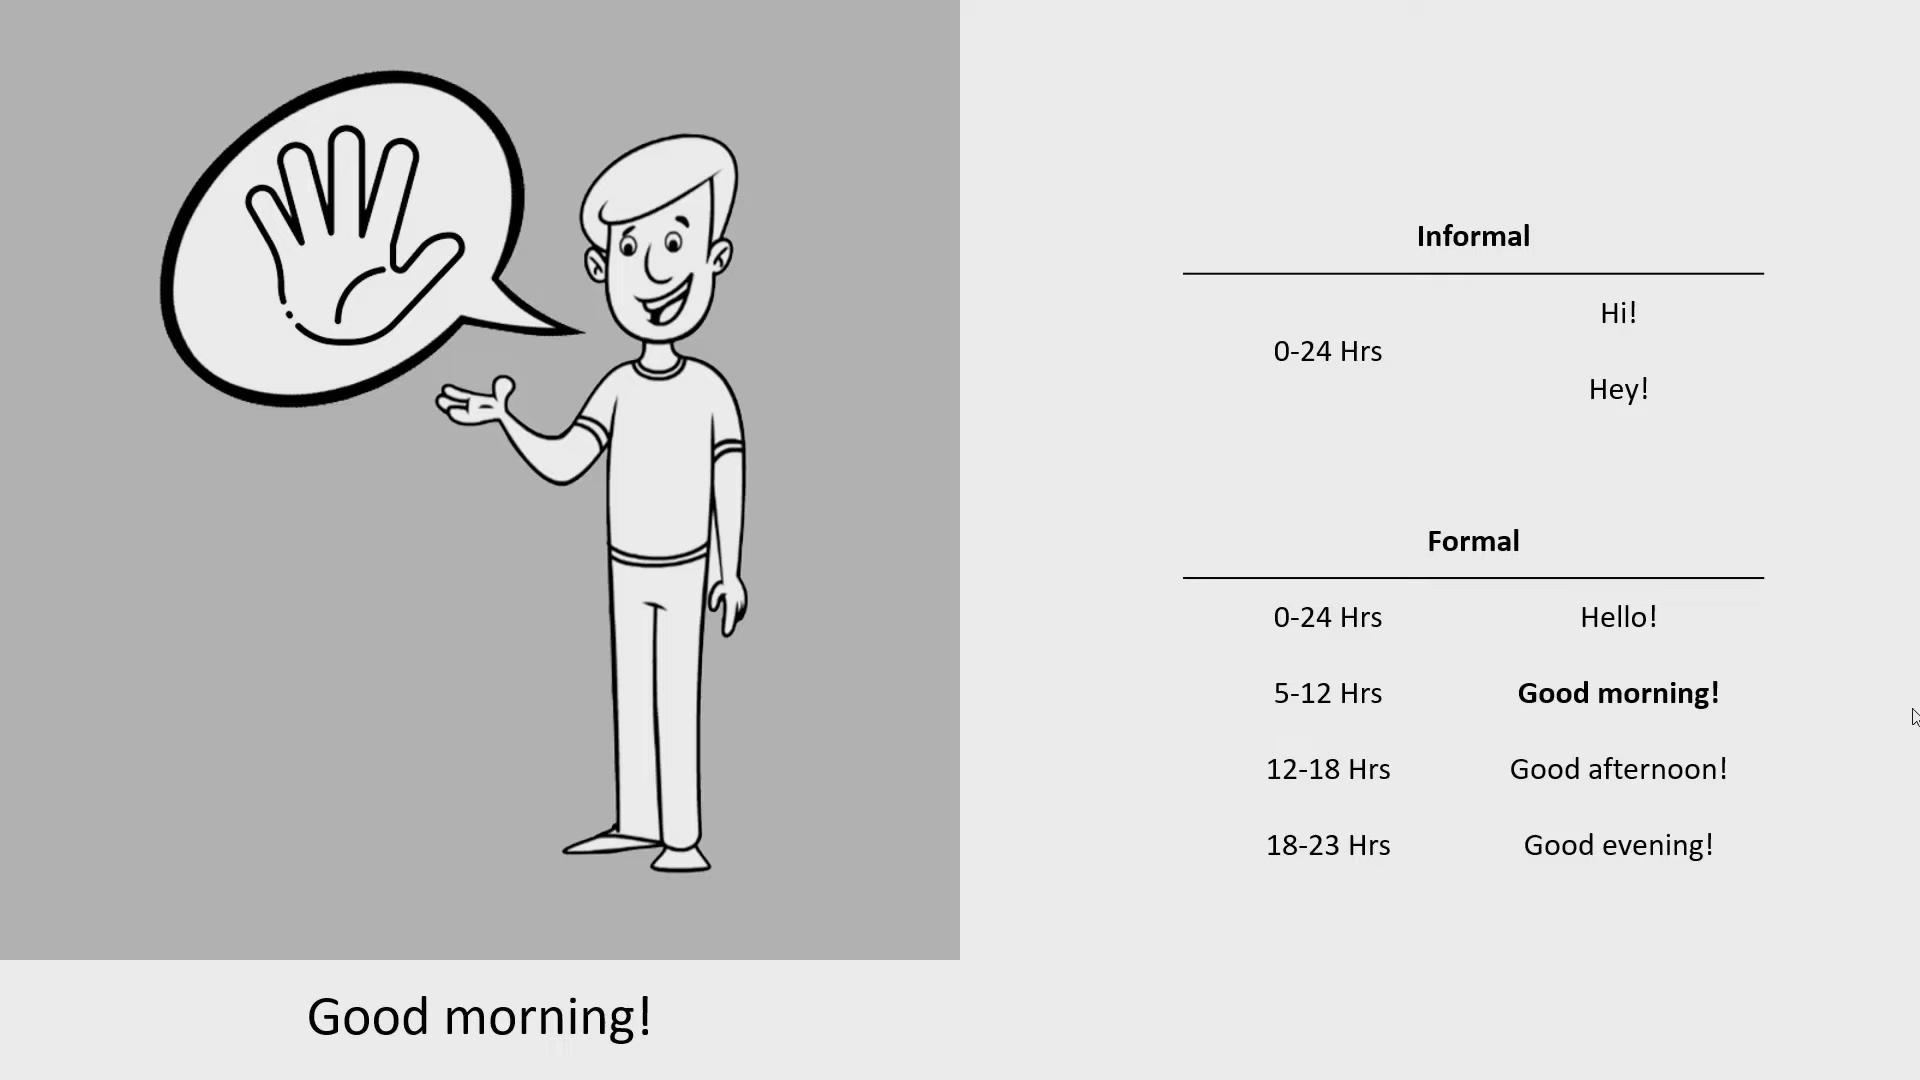 Good morning!
Informal
0-24 Hrs
Hi!
Hey!
Formal
0-24 Hrs Hello!
5-12 Hrs Good morning!
12-18 Hrs Good afternoon!
18-23 Hrs Good evening!